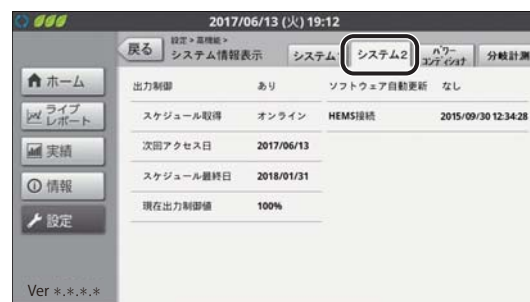 2017/06/13 (火) 19:12
戻る
設定 > 高機能 >
システム情報表示
システム1
システム2
パワーコンディショナ
分岐計測
ホーム
ライブレポート
実績
情報
設定
Ver *.*.*.*
出力制御 あり
スケジュール取得 オンライン
次回アクセス日 2017/06/13
スケジュール最終日 2018/01/31
現在出力制御値 100%
ソフトウェア自動更新 なし
HEMS接続 2015/09/30 12:34:28